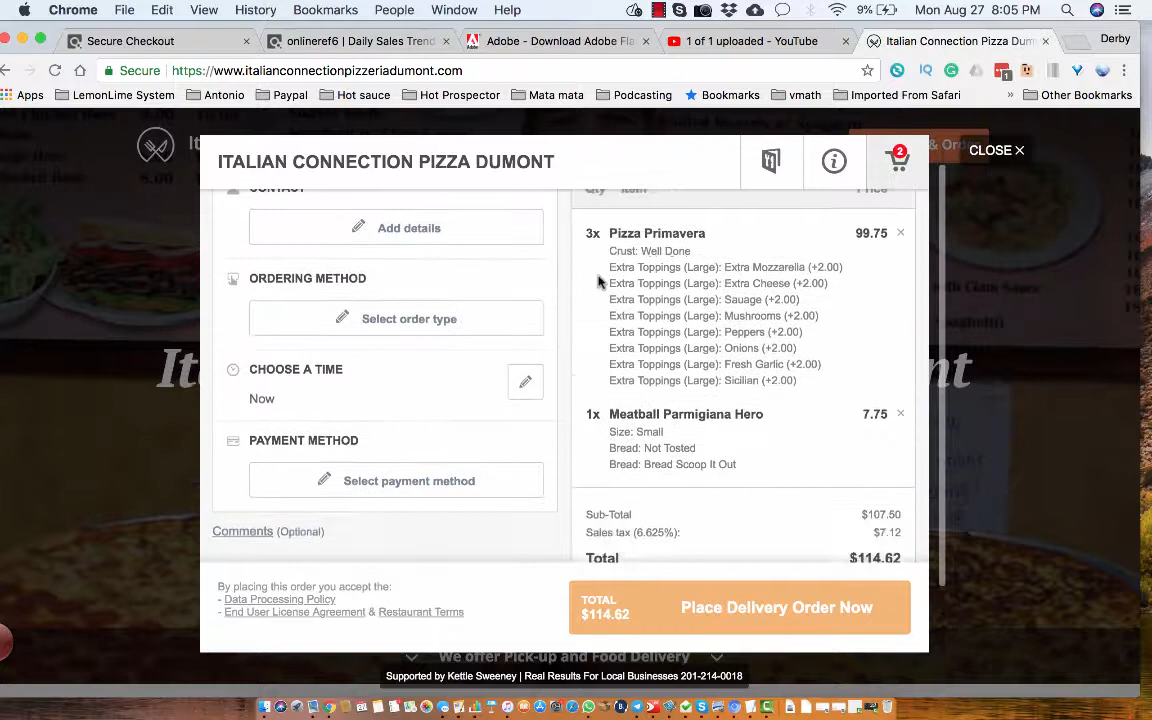 Chrome File Edit View History Bookmarks People Window Help 9% Mon Aug 27 8:05 PM
Secure Checkout × onlineref6 | Daily Sales Trend × Adobe - Download Adobe Fla × 1 of 1 uploaded - YouTube × Italian Connection Pizza Dum × Derby
Secure https://www.italianconnectionpizzeriadumont.com
Apps LemonLime System Antonio Paypal Hot sauce Hot Prospector Mata mata Podcasting Bookmarks vmath Imported From Safari » Other Bookmarks
ITALIAN CONNECTION PIZZA DUMONT 2 CLOSE ×
CONTACT
Add details
ORDERING METHOD
Select order type
CHOOSE A TIME
Now
PAYMENT METHOD
Select payment method
Comments (Optional)
Qty Item Price
3x Pizza Primavera 99.75 ×
Crust: Well Done
Extra Toppings (Large): Extra Mozzarella (+2.00)
Extra Toppings (Large): Extra Cheese (+2.00)
Extra Toppings (Large): Sauage (+2.00)
Extra Toppings (Large): Mushrooms (+2.00)
Extra Toppings (Large): Peppers (+2.00)
Extra Toppings (Large): Onions (+2.00)
Extra Toppings (Large): Fresh Garlic (+2.00)
Extra Toppings (Large): Sicilian (+2.00)
1x Meatball Parmigiana Hero 7.75 ×
Size: Small
Bread: Not Tosted
Bread: Bread Scoop It Out
Sub-Total $107.50
Sales tax (6.625%): $7.12
Total $114.62
By placing this order you accept the:
- Data Processing Policy
- End User License Agreement & Restaurant Terms
TOTAL
$114.62
Place Delivery Order Now
We offer Pick-up and Food Delivery
Supported by Kettle Sweeney | Real Results For Local Businesses 201-214-0018